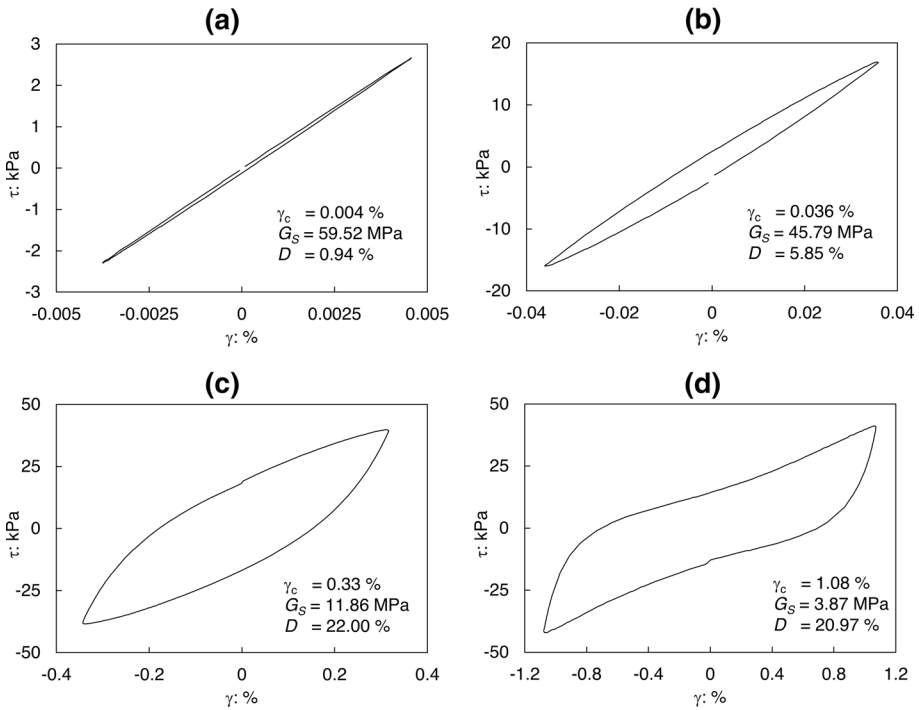 (a)
3
2
1
0
-1
-2
-3
τ: kPa
γc = 0.004 %
GS = 59.52 MPa
D = 0.94 %
-0.005 -0.0025 0 0.0025 0.005
γ: %
(b)
20
10
0
-10
-20
τ: kPa
γc = 0.036 %
GS = 45.79 MPa
D = 5.85 %
-0.04 -0.02 0 0.02 0.04
γ: %
(c)
50
25
0
-25
-50
τ: kPa
γc = 0.33 %
GS = 11.86 MPa
D = 22.00 %
-0.4 -0.2 0 0.2 0.4
γ: %
(d)
50
25
0
-25
-50
τ: kPa
γc = 1.08 %
GS = 3.87 MPa
D = 20.97 %
-1.2 -0.8 -0.4 0 0.4 0.8 1.2
γ: %